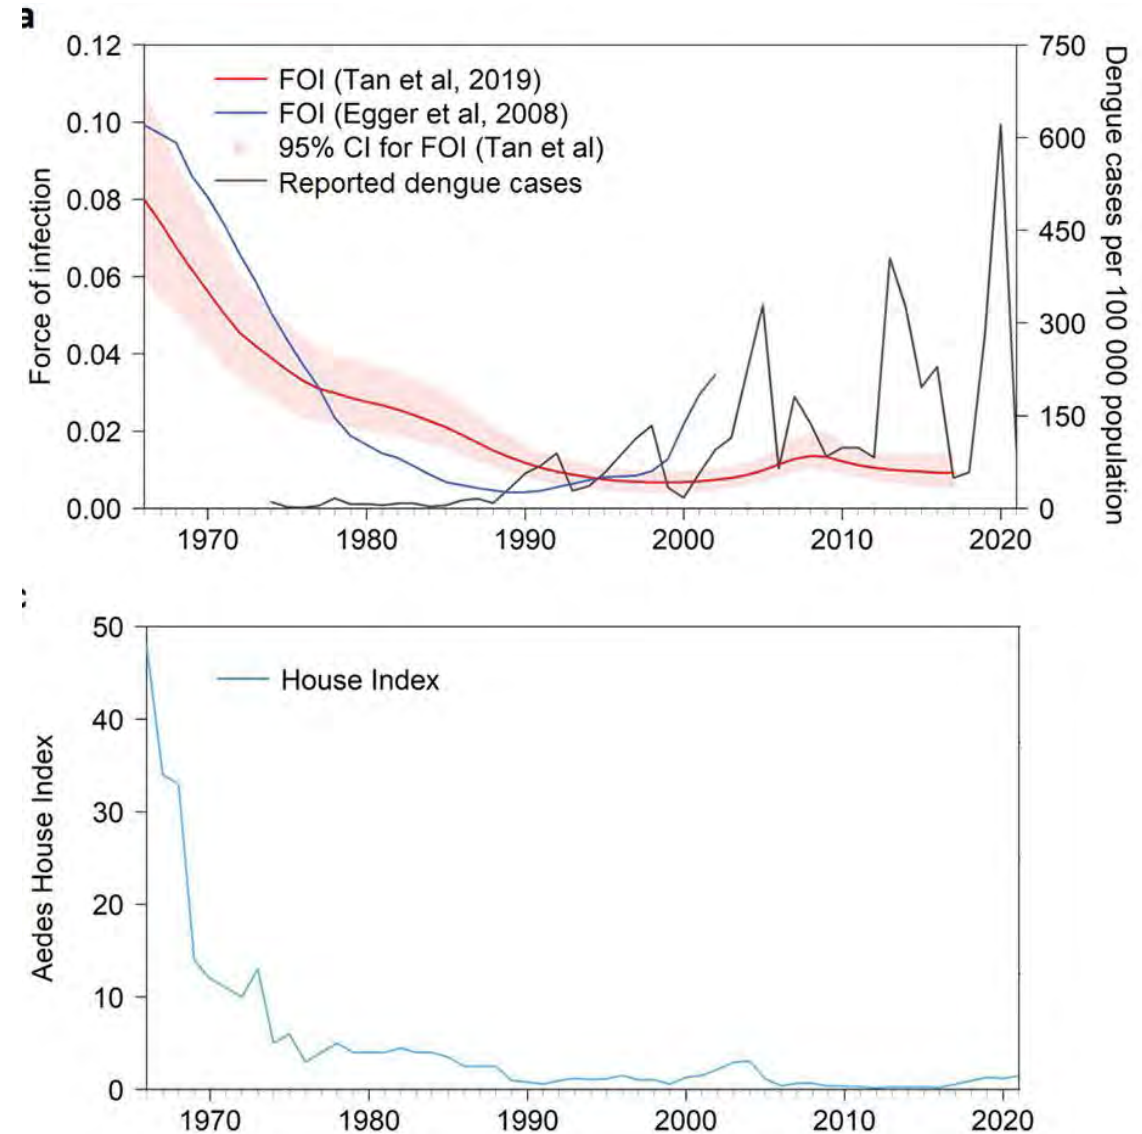 a
0.12
0.10
0.08
0.06
0.04
0.02
0.00
Force of infection
FOI (Tan et al, 2019)
FOI (Egger et al, 2008)
95% CI for FOI (Tan et al)
Reported dengue cases
750
600
450
300
150
0
Dengue cases per 100 000 population
1970 1980 1990 2000 2010 2020
50
40
30
20
10
0
Aedes House Index
House Index
1970 1980 1990 2000 2010 2020